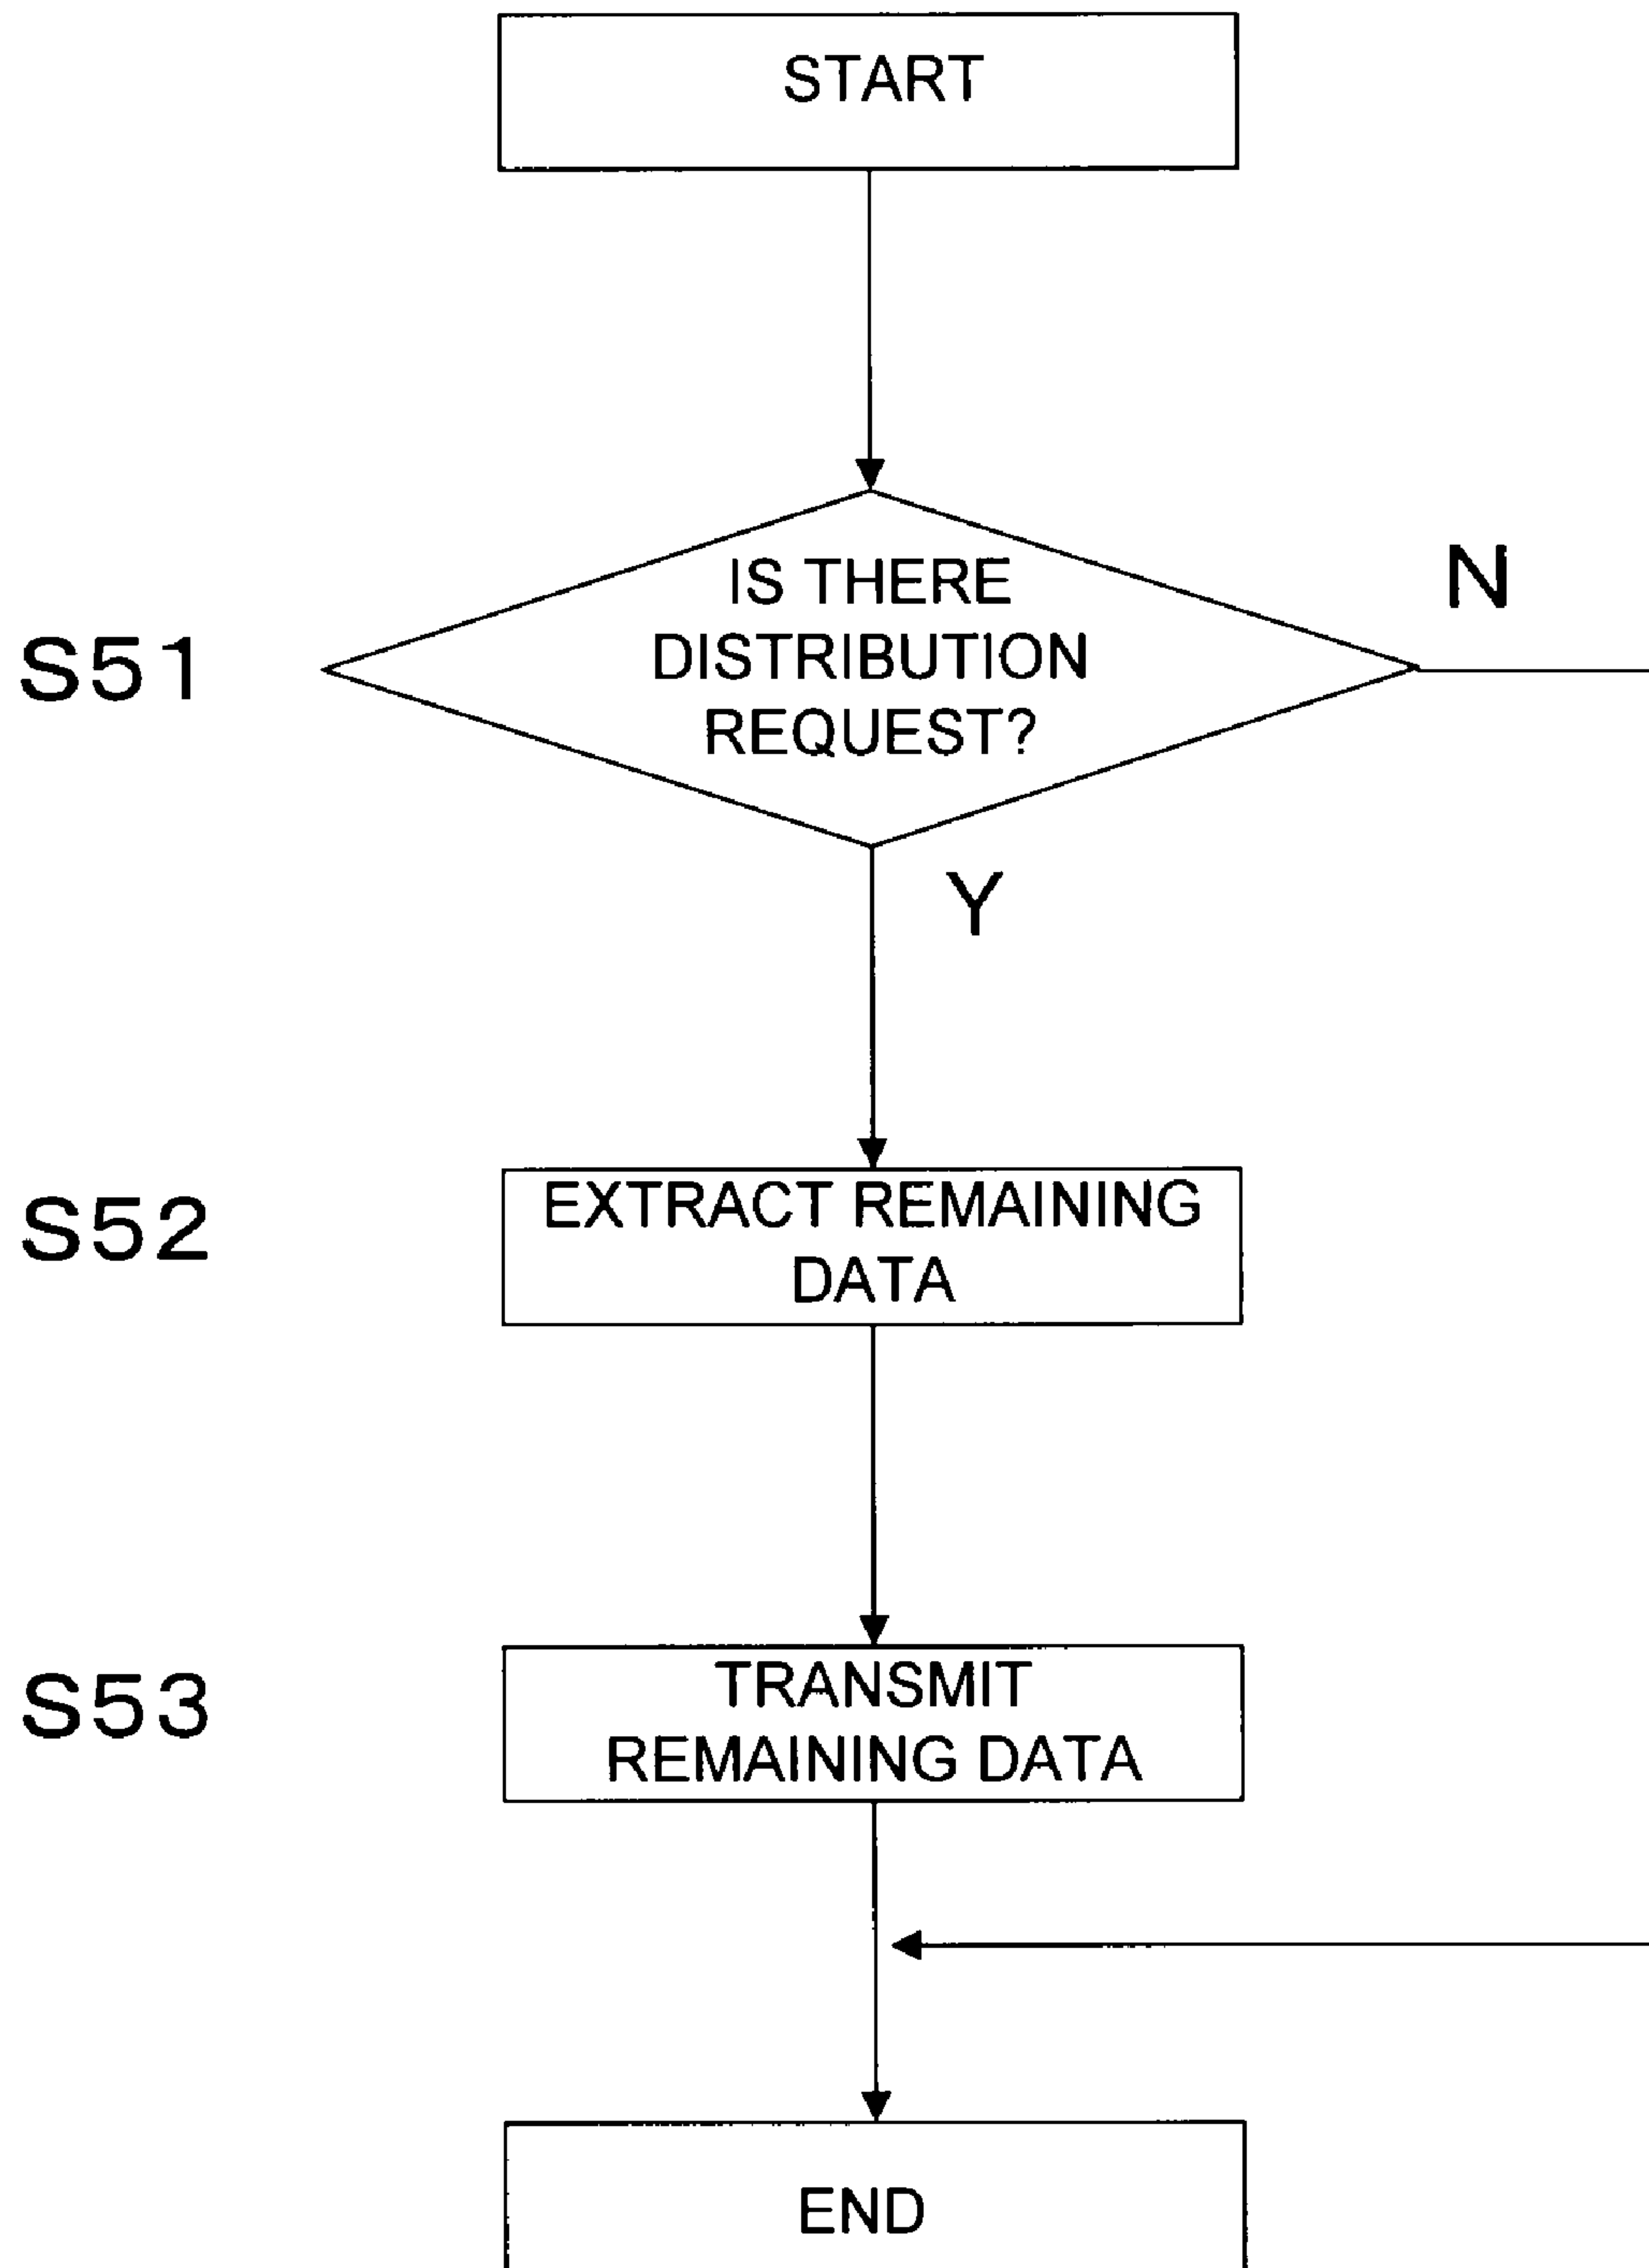 START
IS THERE
DISTRIBUTION
REQUEST?
N
S51
Y
S52
EXTRACT REMAINING
DATA
S53
TRANSMIT
REMAINING DATA
END